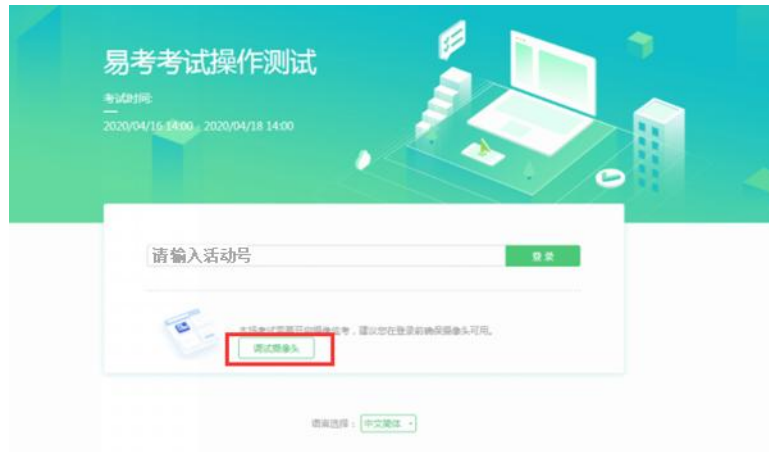 易考考试操作测试
考试时间:
2020/04/16 14:00 - 2020/04/18 14:00
请输入活动号
登录
本场考试需要开启摄像监考，建议您在登录前确保摄像头可用。
调试摄像头
语言选择： 中文简体